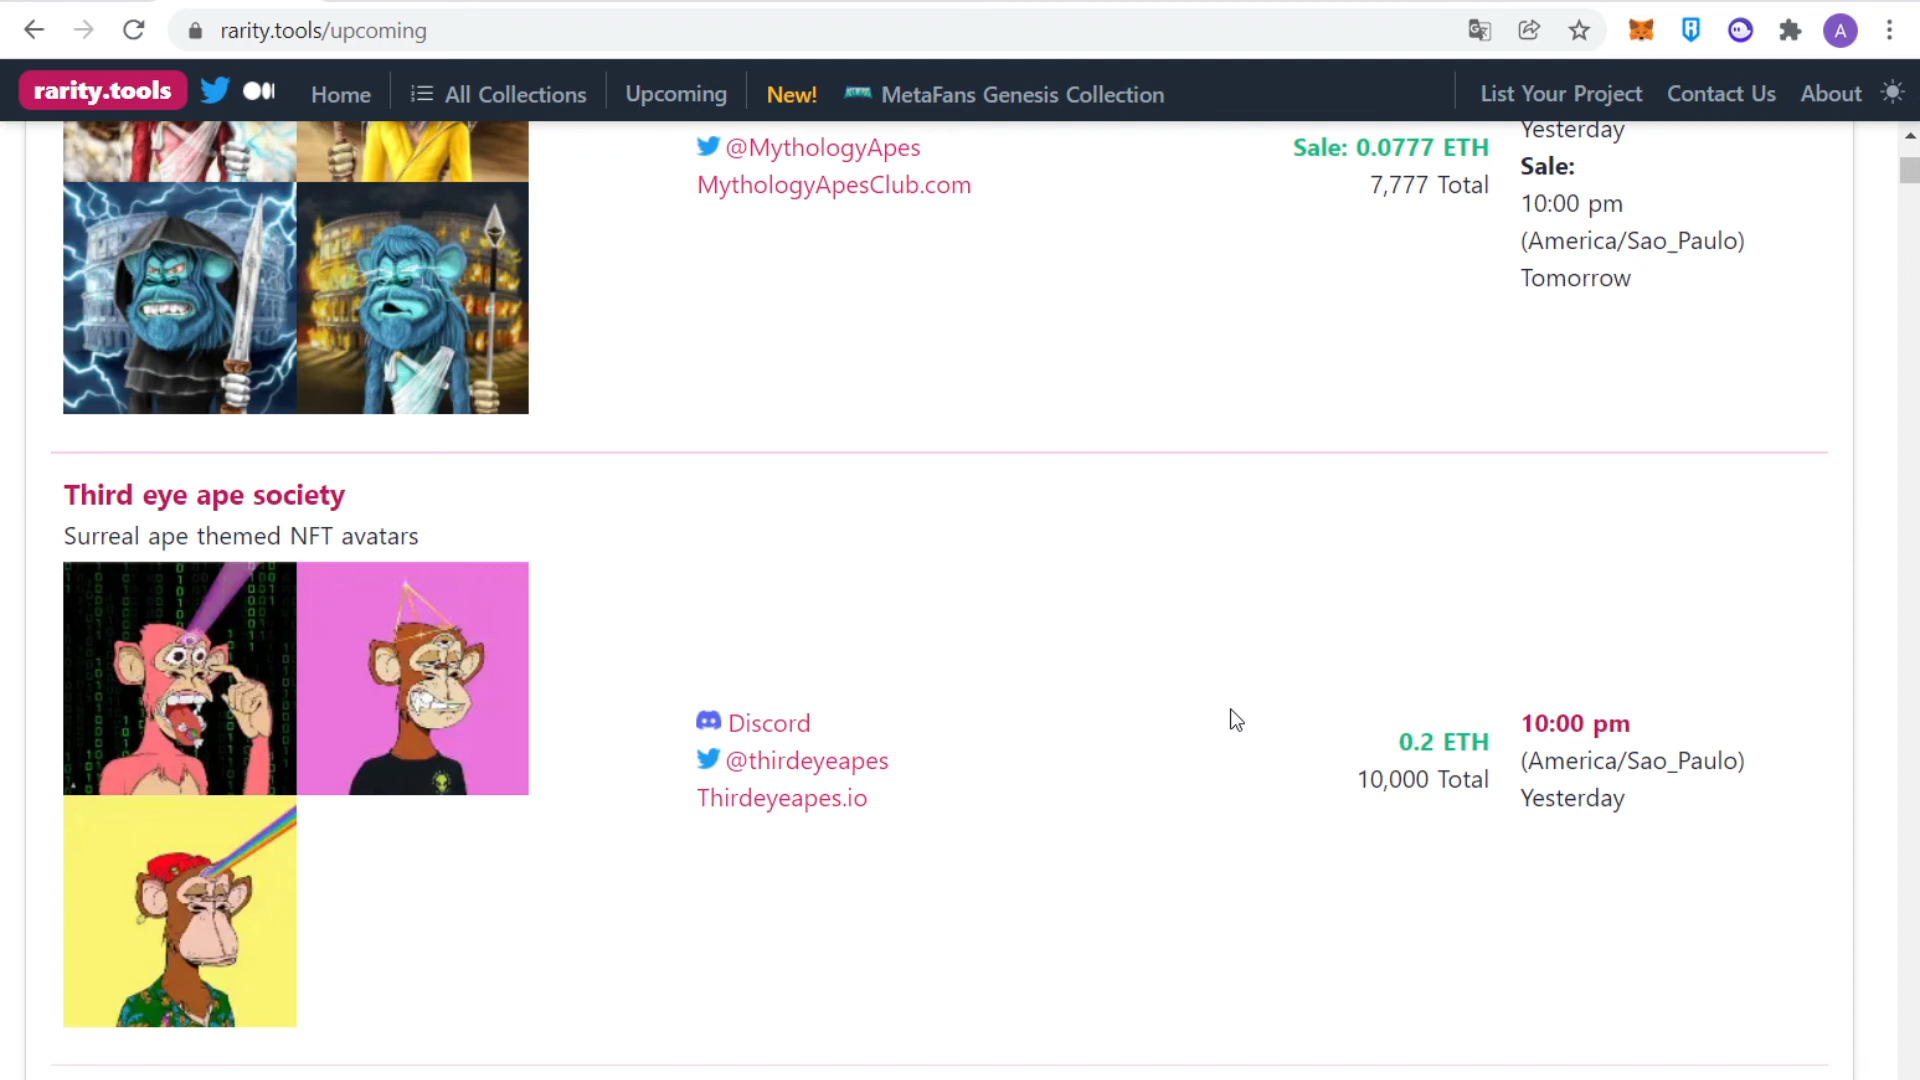 rarity.tools/upcoming
A
rarity.tools
Home
All Collections
Upcoming
New!
MetaFans Genesis Collection
List Your Project
Contact Us
About
@MythologyApes
MythologyApesClub.com
Sale: 0.0777 ETH
7,777 Total
Yesterday
Sale:
10:00 pm
(America/Sao_Paulo)
Tomorrow
Third eye ape society
Surreal ape themed NFT avatars
Discord
@thirdeyeapes
Thirdeyeapes.io
0.2 ETH
10,000 Total
10:00 pm
(America/Sao_Paulo)
Yesterday